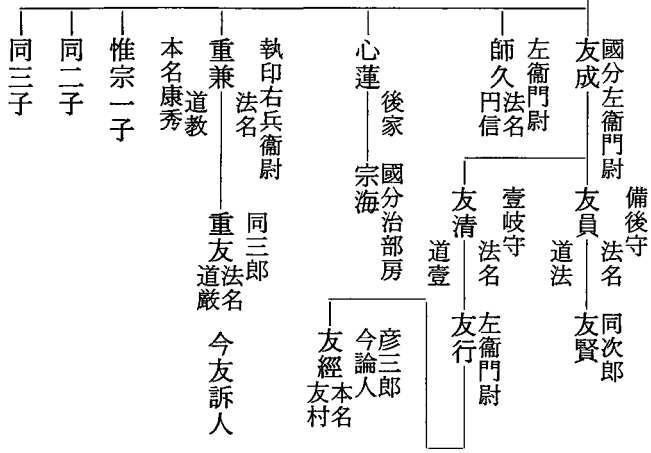 國分左衞門尉
友成
備後守
友員
法名
道法
同次郎
友賢
壹岐守
友清
法名
道壹
左衞門尉
友行
彦三郎
今論人
友經
本名
友村
左衞門尉
師久
法名
円信
心蓮
後家
國分治部房
宗海
執印右兵衞尉
重兼
法名
道教
本名康秀
同三郎
重友
法名
道厳
今友訴人
惟宗一子
同二子
同三子